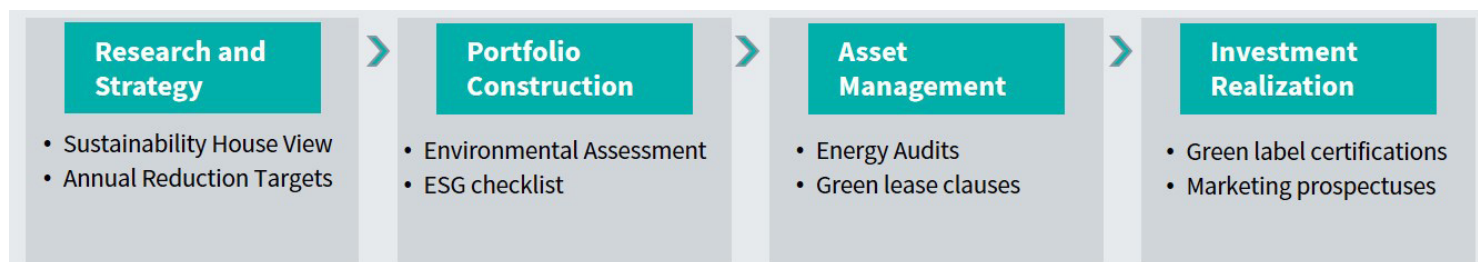 Research and
Strategy
• Sustainability House View
• Annual Reduction Targets
Portfolio
Construction
• Environmental Assessment
• ESG checklist
Asset
Management
• Energy Audits
• Green lease clauses
Investment
Realization
• Green label certifications
• Marketing prospectuses